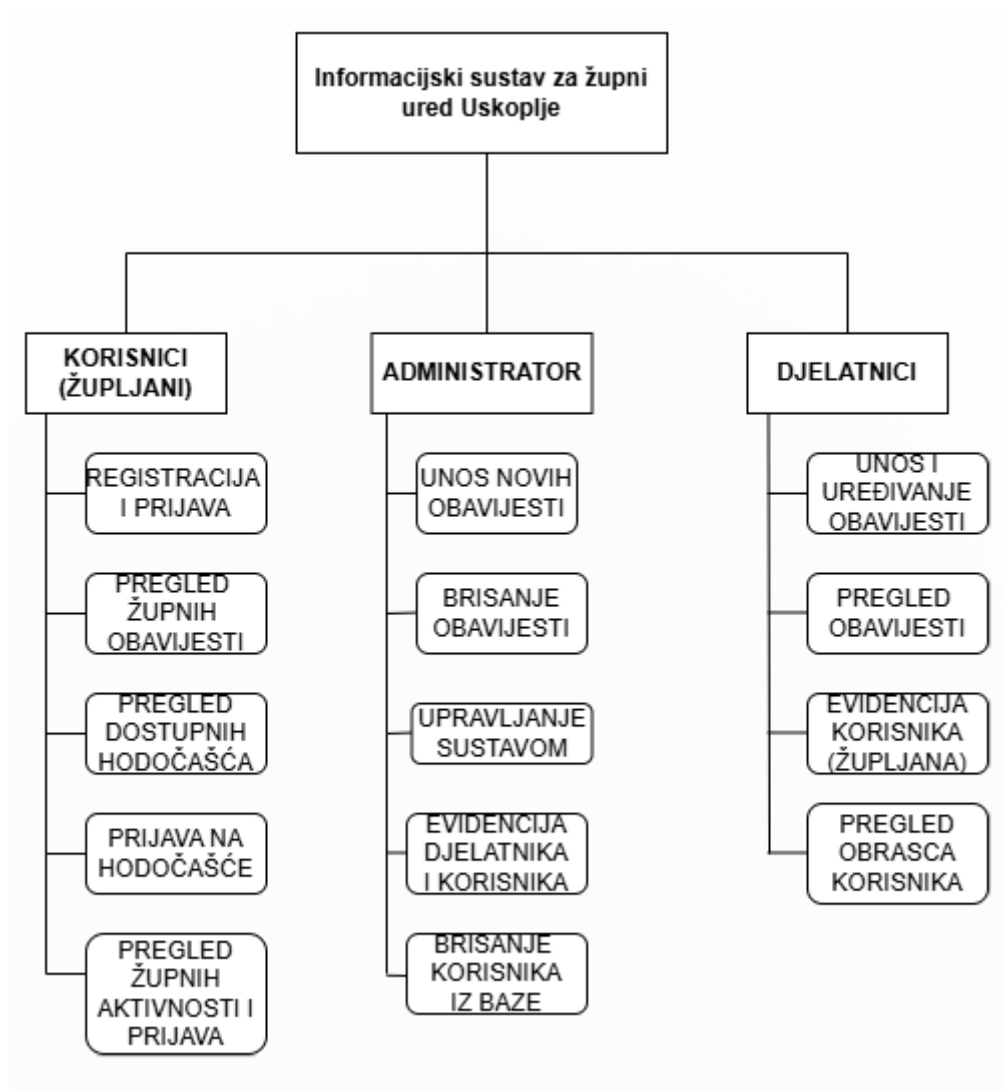 Informacijski sustav za župni
ured Uskoplje
KORISNICI
(ŽUPLJANI)
REGISTRACIJA
I PRIJAVA
PREGLED
ŽUPNIH
OBAVIJESTI
PREGLED
DOSTUPNIH
HODOČAŠĆA
PRIJAVA NA
HODOČAŠĆE
PREGLED
ŽUPNIH
AKTIVNOSTI I
PRIJAVA
ADMINISTRATOR
UNOS NOVIH
OBAVIJESTI
BRISANJE
OBAVIJESTI
UPRAVLJANJE
SUSTAVOM
EVIDENCIJA
DJELATNIKA
I KORISNIKA
BRISANJE
KORISNIKA
IZ BAZE
DJELATNICI
UNOS I
UREĐIVANJE
OBAVIJESTI
PREGLED
OBAVIJESTI
EVIDENCIJA
KORISNIKA
(ŽUPLJANA)
PREGLED
OBRASCA
KORISNIKA